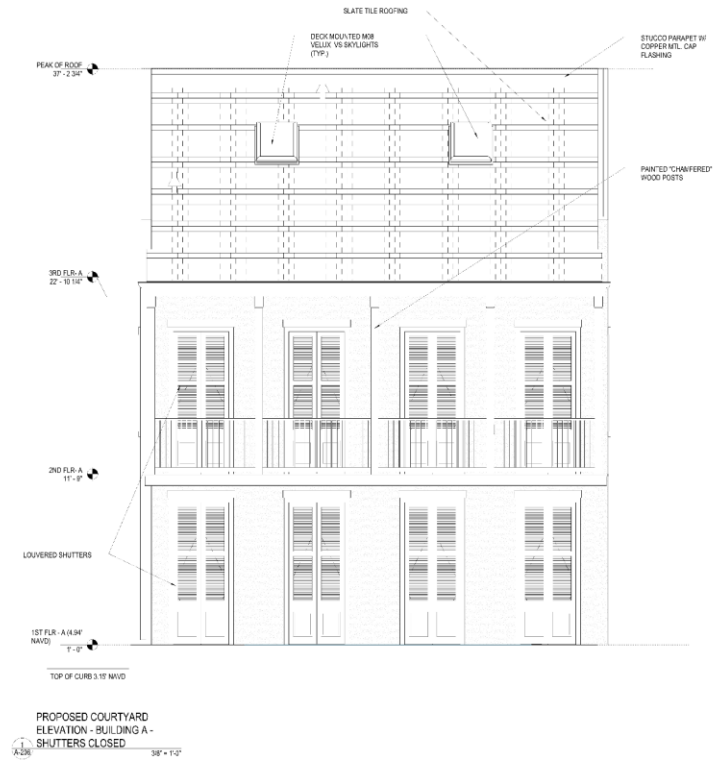 SLATE TILE ROOFING
DECK MOUNTED M08
VELUX VS SKYLIGHTS
(TYP.)
STUCCO PARAPET W/
COPPER MTL. CAP
FLASHING
PEAK OF ROOF
37' - 2 3/4"
PAINTED "CHAMFERED"
WOOD POSTS
3RD FLR- A
22' - 10 1/4"
2ND FLR- A
11' - 9"
LOUVERED SHUTTERS
1ST FLR - A (4.94'
NAVD)
1' - 0"
TOP OF CURB 3.15' NAVD
PROPOSED COURTYARD
ELEVATION - BUILDING A -
SHUTTERS CLOSED
1
A-236
3/8" = 1'-0"